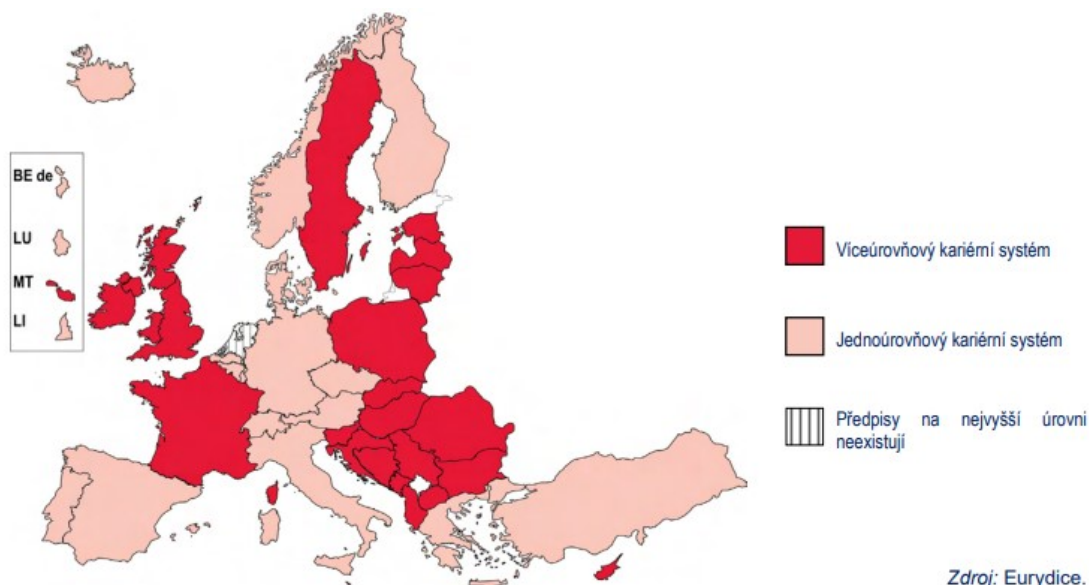 BE de
LU
MT
LI
Víceúrovňový kariérní systém
Jednoúrovňový kariérní systém
Předpisy na nejvyšší úrovni
neexistují
Zdroj: Eurydice.